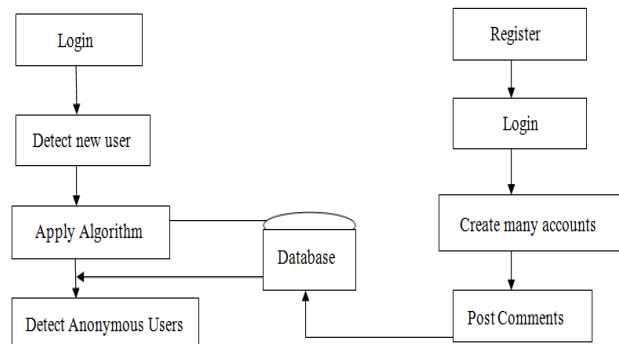 Login
Detect new user
Apply Algorithm
Detect Anonymous Users
Database
Register
Login
Create many accounts
Post Comments